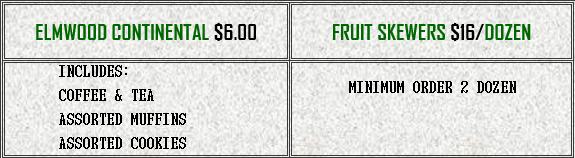 ELMWOOD CONTINENTAL $6.00
INCLUDES:
COFFEE & TEA
ASSORTED MUFFINS
ASSORTED COOKIES
FRUIT SKEWERS $16/DOZEN
MINIMUM ORDER 2 DOZEN